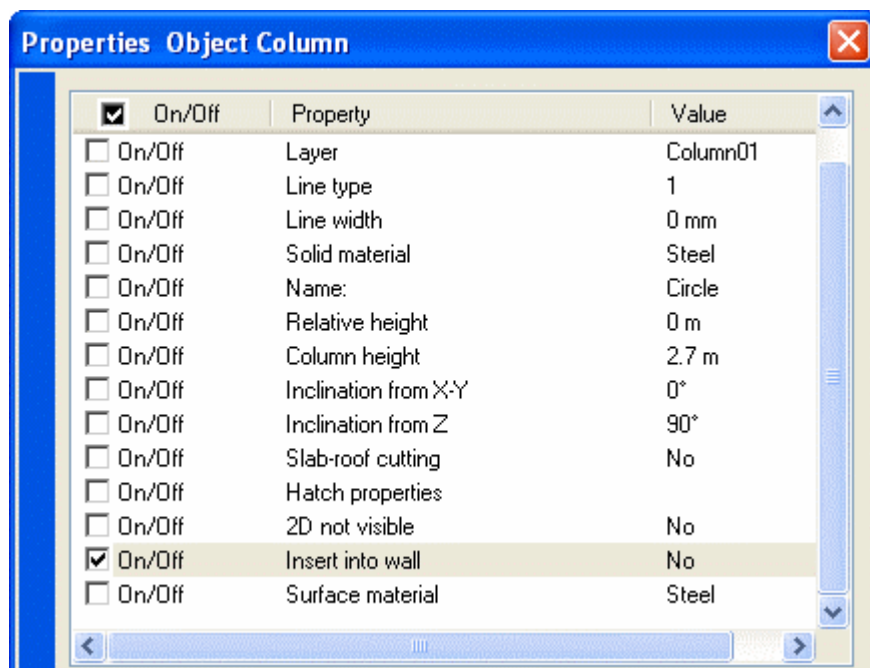 Properties Object Column
On/Off Property Value
On/Off Layer Column01
On/Off Line type 1
On/Off Line width 0 mm
On/Off Solid material Steel
On/Off Name: Circle
On/Off Relative height 0 m
On/Off Column height 2.7 m
On/Off Inclination from X-Y 0°
On/Off Inclination from Z 90°
On/Off Slab-roof cutting No
On/Off Hatch properties
On/Off 2D not visible No
On/Off Insert into wall No
On/Off Surface material Steel